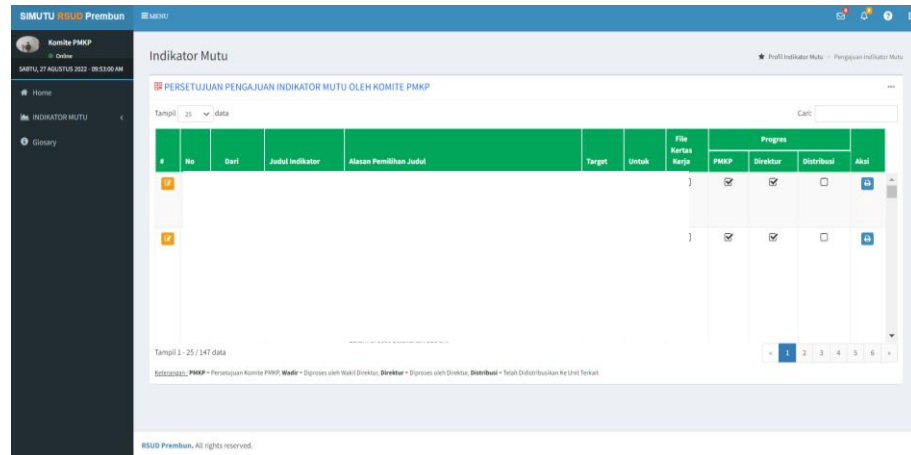 SIMUTU RSUD Prembun
MENU
Komite PMKP
Online
SABTU, 27 AGUSTUS 2022 - 09:53:00 AM
Home
INDIKATOR MUTU
Glosary
Indikator Mutu
Profil Indikator Mutu > Pengajuan Indikator Mutu
PERSETUJUAN PENGAJUAN INDIKATOR MUTU OLEH KOMITE PMKP
Tampil 25 data
Cari:
# No Dari Judul Indikator Alasan Pemilihan Judul Target Untuk File Kertas Kerja Progres Aksi
PMKP Direktur Distribusi
Tampil 1 - 25 / 147 data
« 1 2 3 4 5 6 »
Keterangan: PMKP = Persetujuan Komite PMKP, Wadir = Diproses oleh Wakil Direktur, Direktur = Diproses oleh Direktur, Distribusi = Telah Didistribusikan Ke Unit Terkait
RSUD Prembun. All rights reserved.